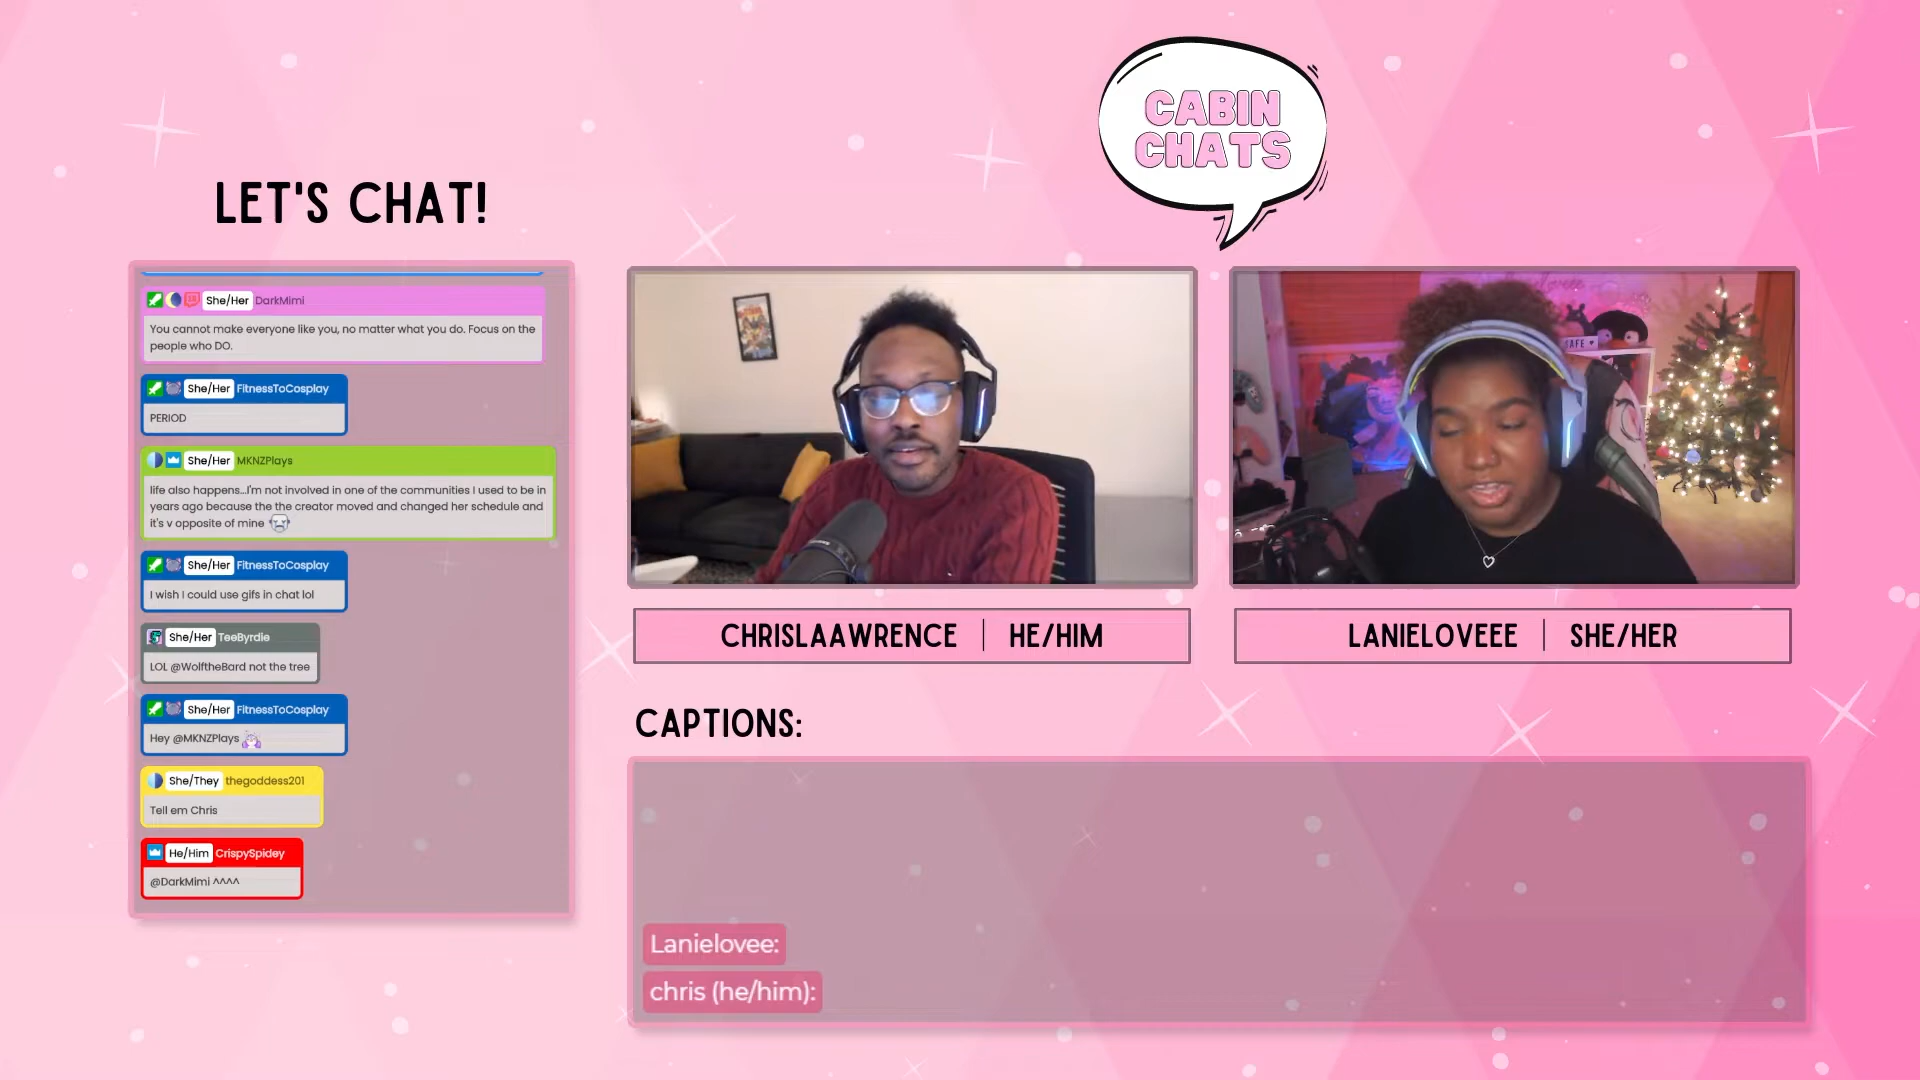 CABIN
CHATS
LET'S CHAT!
She/Her DarkMimi
You cannot make everyone like you, no matter what you do. Focus on the
people who DO.
She/Her FitnessToCosplay
PERIOD
She/Her MKNZPlays
life also happens...I'm not involved in one of the communities I used to be in
years ago because the the creator moved and changed her schedule and
it's v opposite of mine
She/Her FitnessToCosplay
I wish I could use gifs in chat lol
She/Her TeeByrdie
LOL @WolftheBard not the tree
She/Her FitnessToCosplay
Hey @MKNZPlays
She/They thegoddess201
Tell em Chris
He/Him CrispySpidey
@DarkMimi ^^^^
SAFE
CHRISLAAWRENCE | HE/HIM
LANIELOVEEE | SHE/HER
CAPTIONS:
Lanielovee:
chris (he/him):